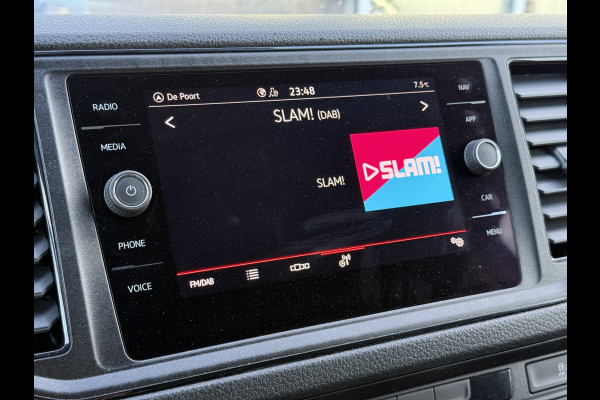 RADIO
MEDIA
PHONE
VOICE
De Poort
23:48
7.5°C
SLAM! (DAB)
SLAM!
SLAM!
FM/DAB
NAV
APP
CAR
MENU